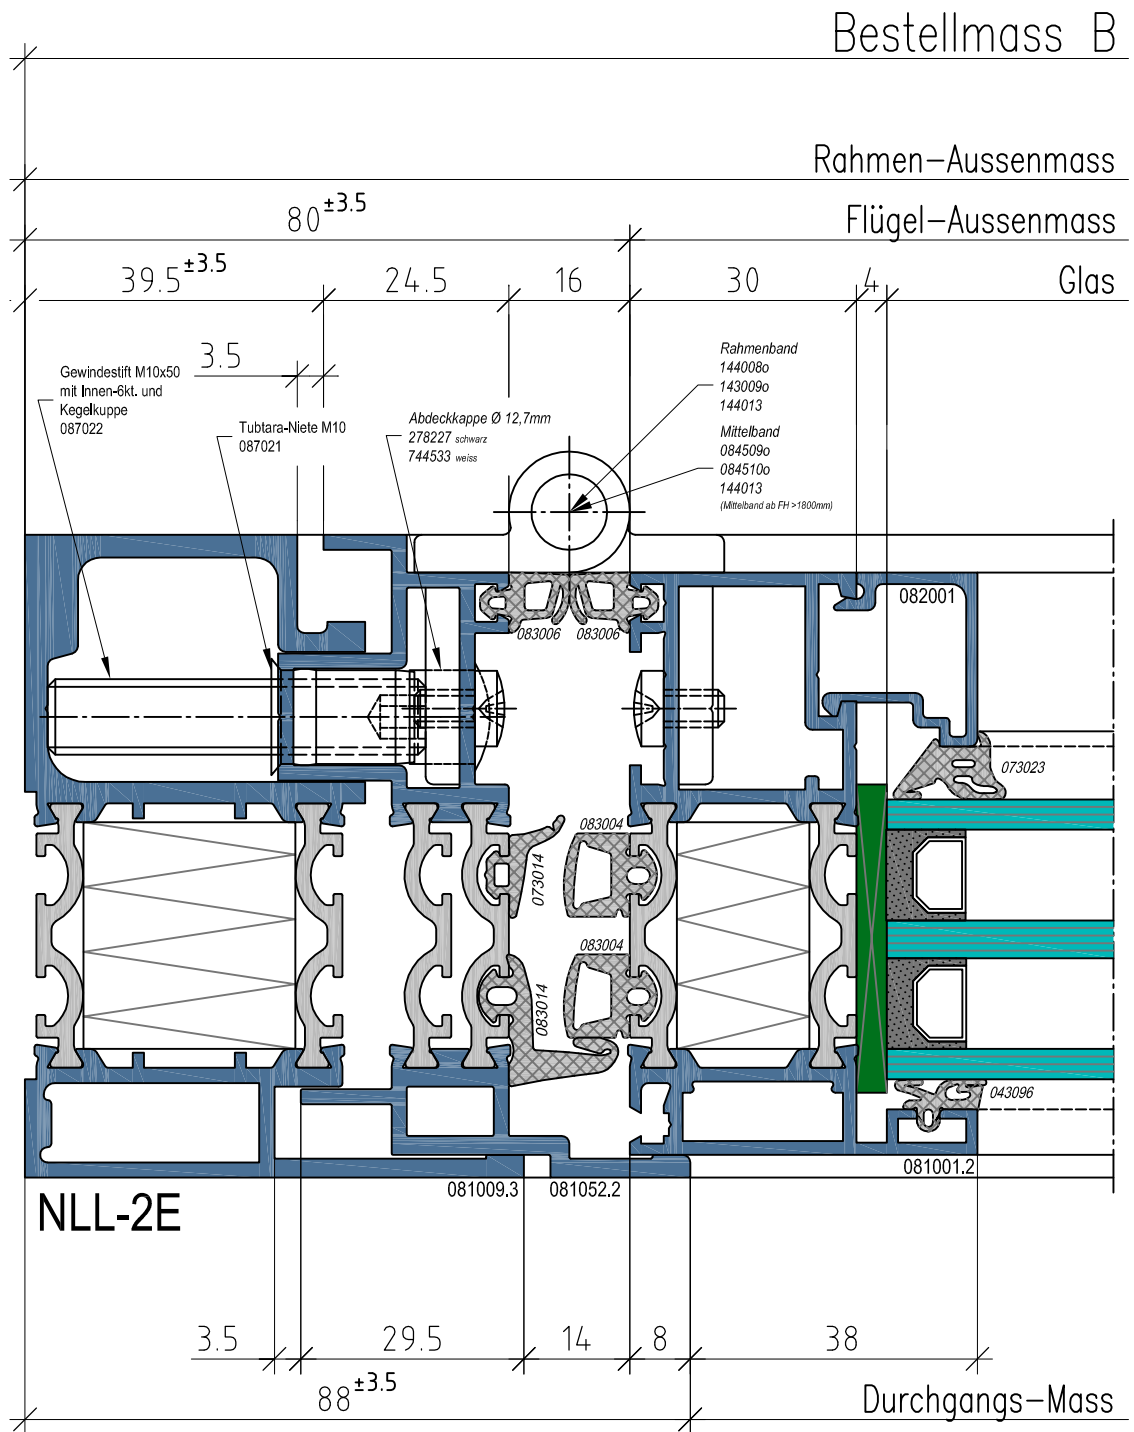 Bestellmass B
Rahmen-Aussenmass
80±3.5
Flügel-Aussenmass
39.5±3.5
24.5
16
30
4
Glas
3.5
Gewindestift M10x50
mit Innen-6kt. und
Kegelkuppe
087022
Tubtara-Niete M10
087021
Abdeckkappe Ø 12,7mm
278227 schwarz
744533 weiss
Rahmenband
144008o
143009o
144013
Mittelband
084509o
084510o
144013
(Mittelband ab FH >1800mm)
082001
083006
083006
073023
083004
073014
083004
083014
043096
081001.2
081009.3
081052.2
NLL-2E
3.5
29.5
14
8
38
88±3.5
Durchgangs-Mass